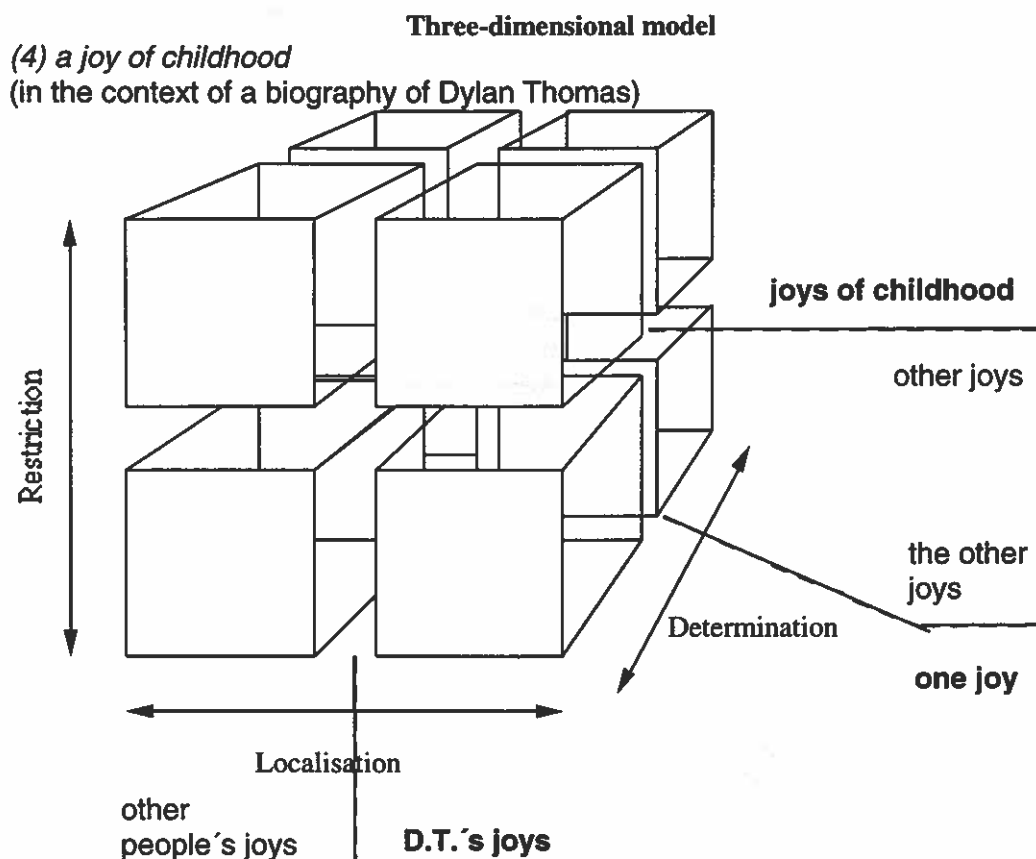 Three-dimensional model
(4) a joy of childhood
(in the context of a biography of Dylan Thomas)
joys of childhood
other joys
Restriction
the other
joys
Determination
one joy
Localisation
other
people´s joys
D.T.´s joys